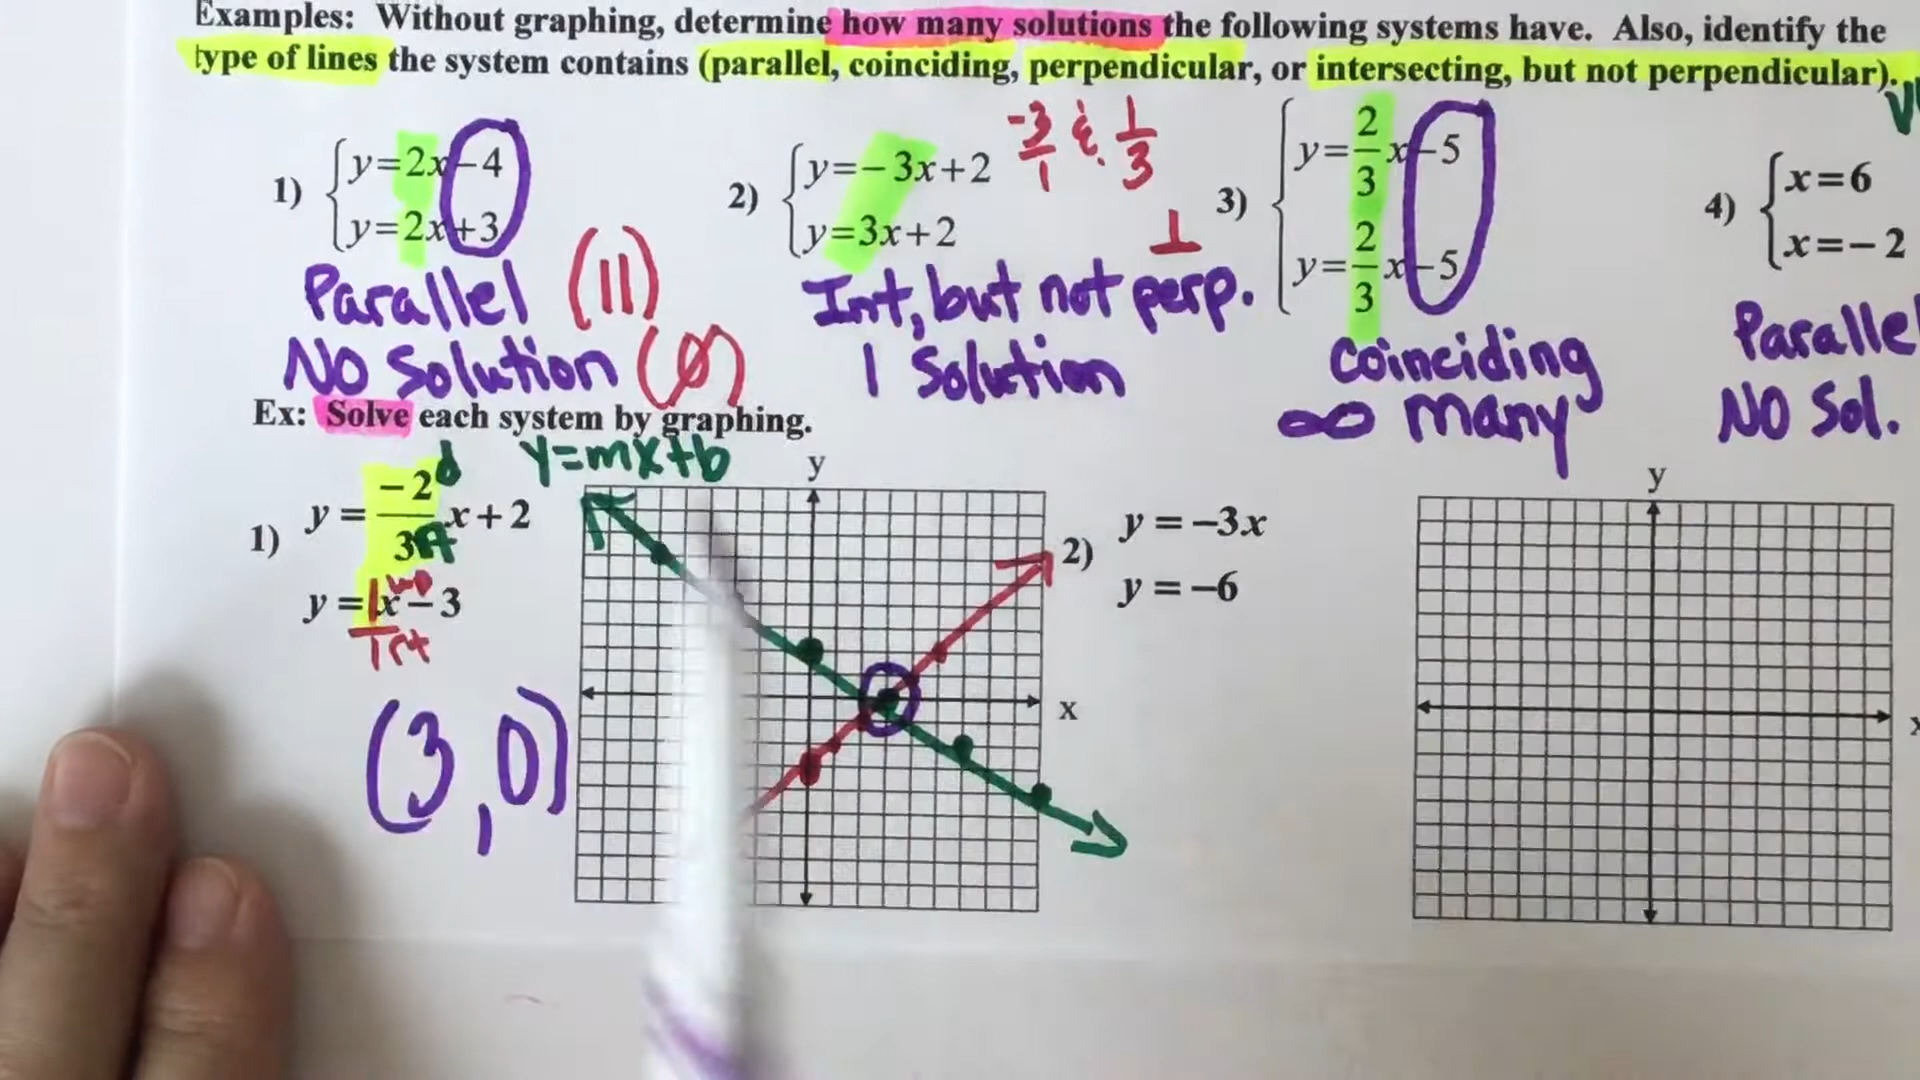 Examples: Without graphing, determine how many solutions the following systems have. Also, identify the
type of lines the system contains (parallel, coinciding, perpendicular, or intersecting, but not perpendicular).
1) y=2x-4
y=2x+3
Parallel (||)
No Solution (∅)
2) y=-3x+2
y=3x+2
-3/1 & 1/3
⊥
Int, but not perp.
1 Solution
3) y=2/3x-5
y=2/3x-5
Coinciding
∞ many
4) x=6
x=-2
Parallel
No Sol.
Ex: Solve each system by graphing.
y=mx+b
1) y=-2/3x+2
d
y=1x-3
1rt
(3,0)
y
x
2) y=-3x
y=-6
y
x